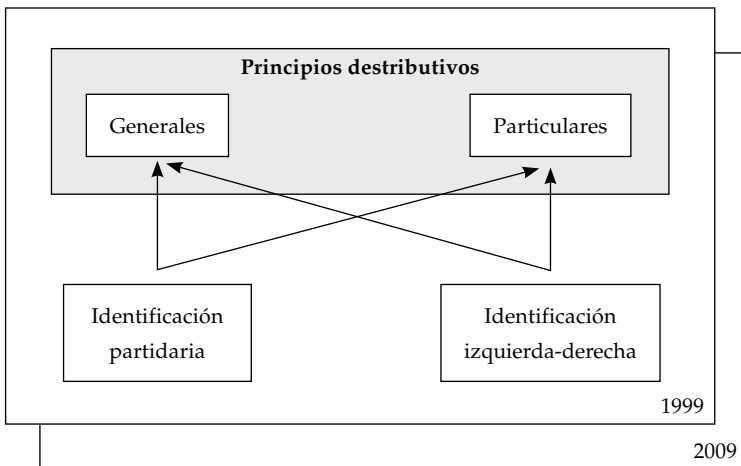 Principios destributivos
Generales
Particulares
Identificación
partidaria
Identificación
izquierda-derecha
1999
2009